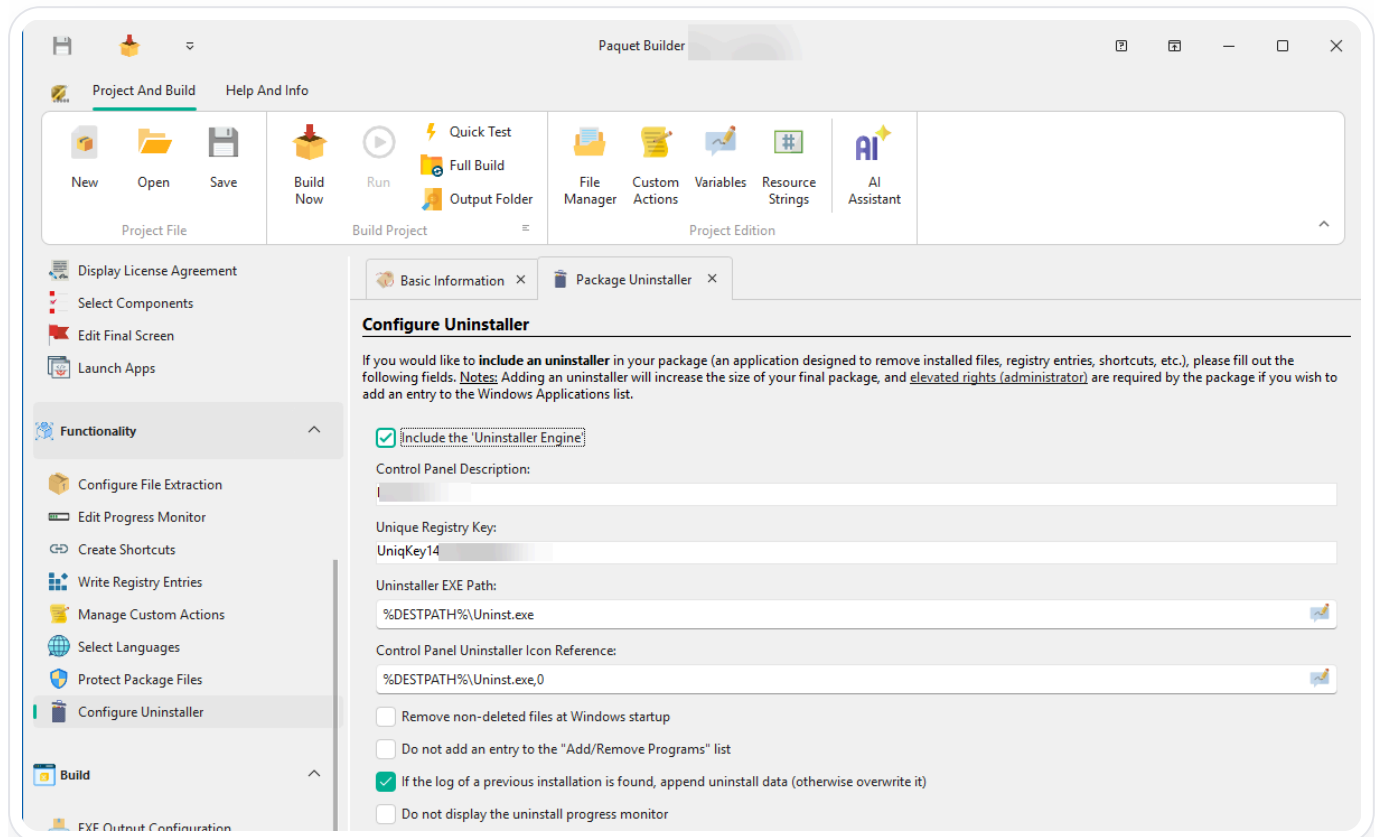 Paquet Builder
Project And Build
Help And Info
New
Open
Save
Project File
Build Now
Run
Quick Test
Full Build
Output Folder
Build Project
File Manager
Custom Actions
Variables
Resource Strings
AI Assistant
Project Edition
Display License Agreement
Select Components
Edit Final Screen
Launch Apps
Functionality
Configure File Extraction
Edit Progress Monitor
Create Shortcuts
Write Registry Entries
Manage Custom Actions
Select Languages
Protect Package Files
Configure Uninstaller
Build
EXE Output Configuration
Basic Information
Package Uninstaller
Configure Uninstaller
If you would like to include an uninstaller in your package (an application designed to remove installed files, registry entries, shortcuts, etc.), please fill out the
following fields. Notes: Adding an uninstaller will increase the size of your final package, and elevated rights (administrator) are required by the package if you wish to
add an entry to the Windows Applications list.
Include the 'Uninstaller Engine'
Control Panel Description:
Unique Registry Key:
UniqKey14
Uninstaller EXE Path:
%DESTPATH%\Uninst.exe
Control Panel Uninstaller Icon Reference:
%DESTPATH%\Uninst.exe,0
Remove non-deleted files at Windows startup
Do not add an entry to the "Add/Remove Programs" list
If the log of a previous installation is found, append uninstall data (otherwise overwrite it)
Do not display the uninstall progress monitor